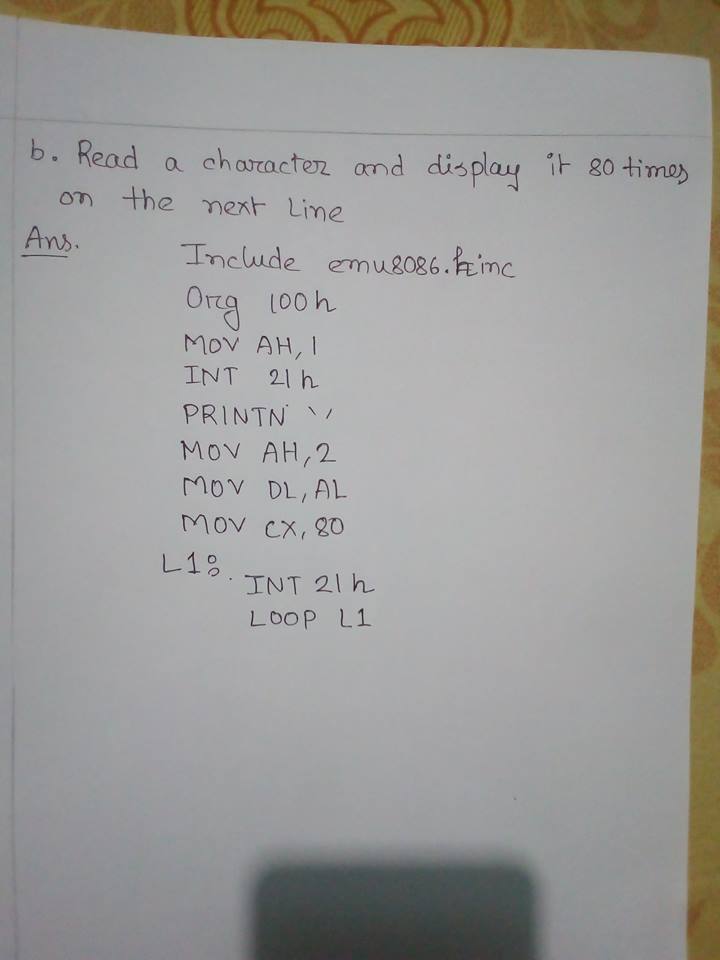 b. Read a character and display it 80 times
on the next Line
Ans.
Include emu8086.inc
Org 100h
MOV AH, 1
INT 21h
PRINTN ''
MOV AH, 2
MOV DL, AL
MOV CX, 80
L1:
INT 21h
LOOP L1